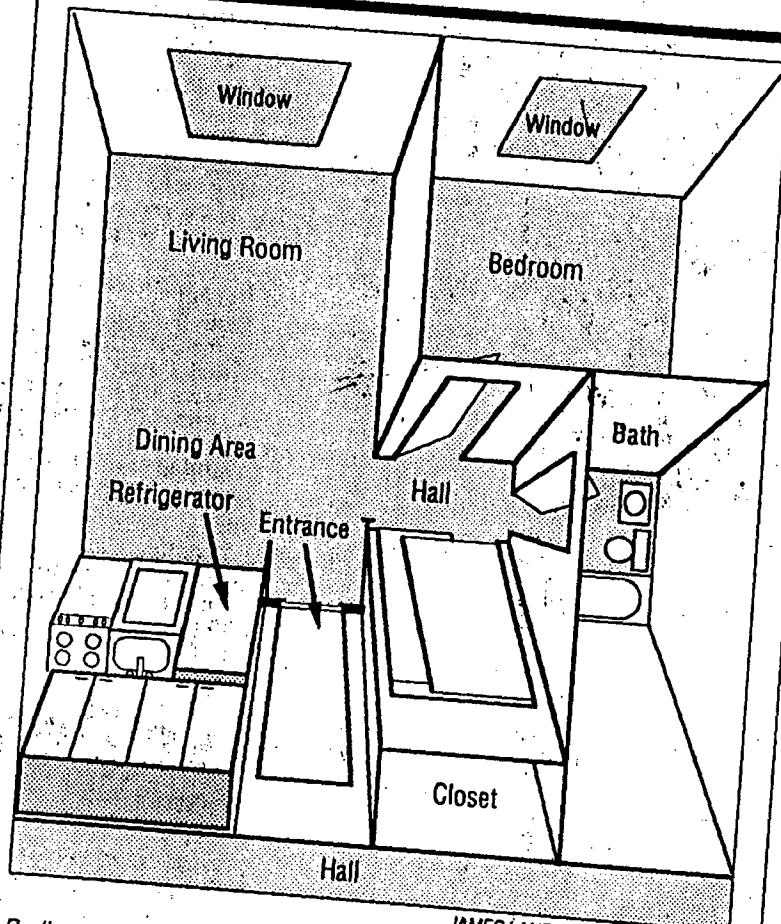 Window
Window
Living Room
Bedroom
Dining Area
Bath
Refrigerator
Hall
Entrance
Closet
Hall